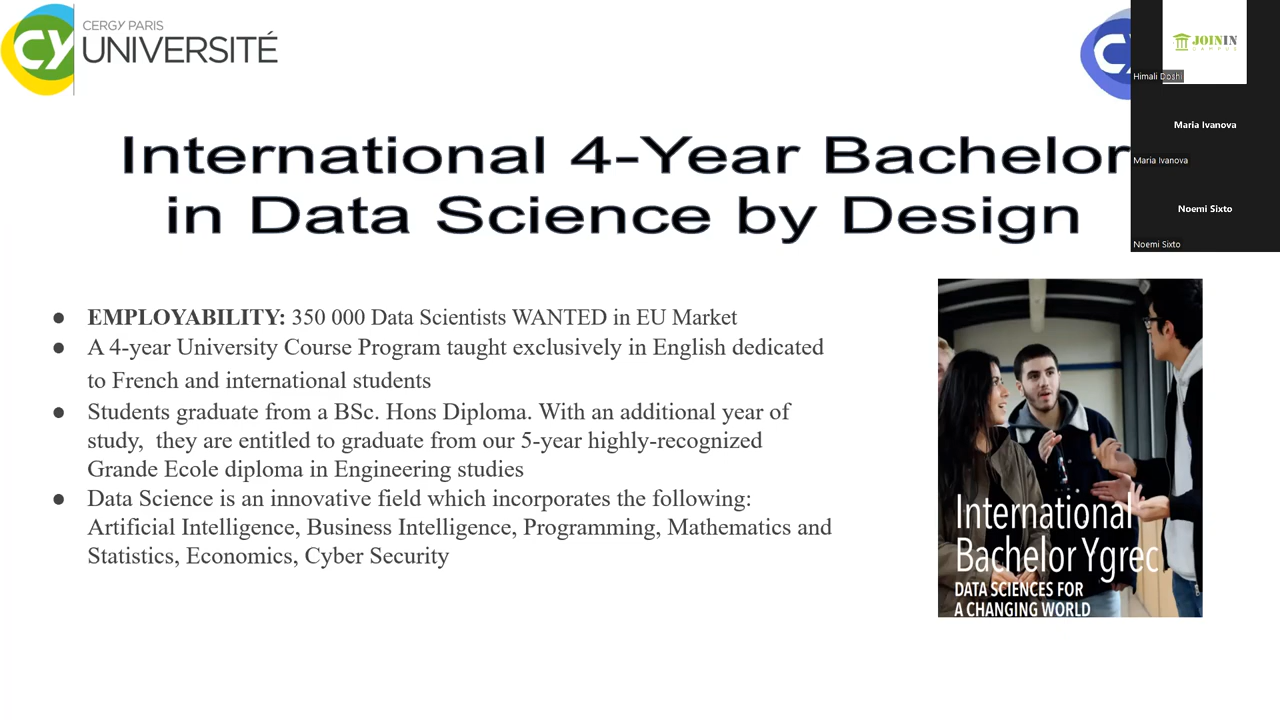 CERGY PARIS
UNIVERSITÉ
CY
CY
JOININ
CAMPUS
Himali Doshi
Maria Ivanova
Maria Ivanova
Noemi Sixto
Noemi Sixto
International 4-Year Bachelor
in Data Science by Design
● EMPLOYABILITY: 350 000 Data Scientists WANTED in EU Market
● A 4-year University Course Program taught exclusively in English dedicated
to French and international students
● Students graduate from a BSc. Hons Diploma. With an additional year of
study, they are entitled to graduate from our 5-year highly-recognized
Grande Ecole diploma in Engineering studies
● Data Science is an innovative field which incorporates the following:
Artificial Intelligence, Business Intelligence, Programming, Mathematics and
Statistics, Economics, Cyber Security
International
Bachelor Ygrec
DATA SCIENCES FOR
A CHANGING WORLD